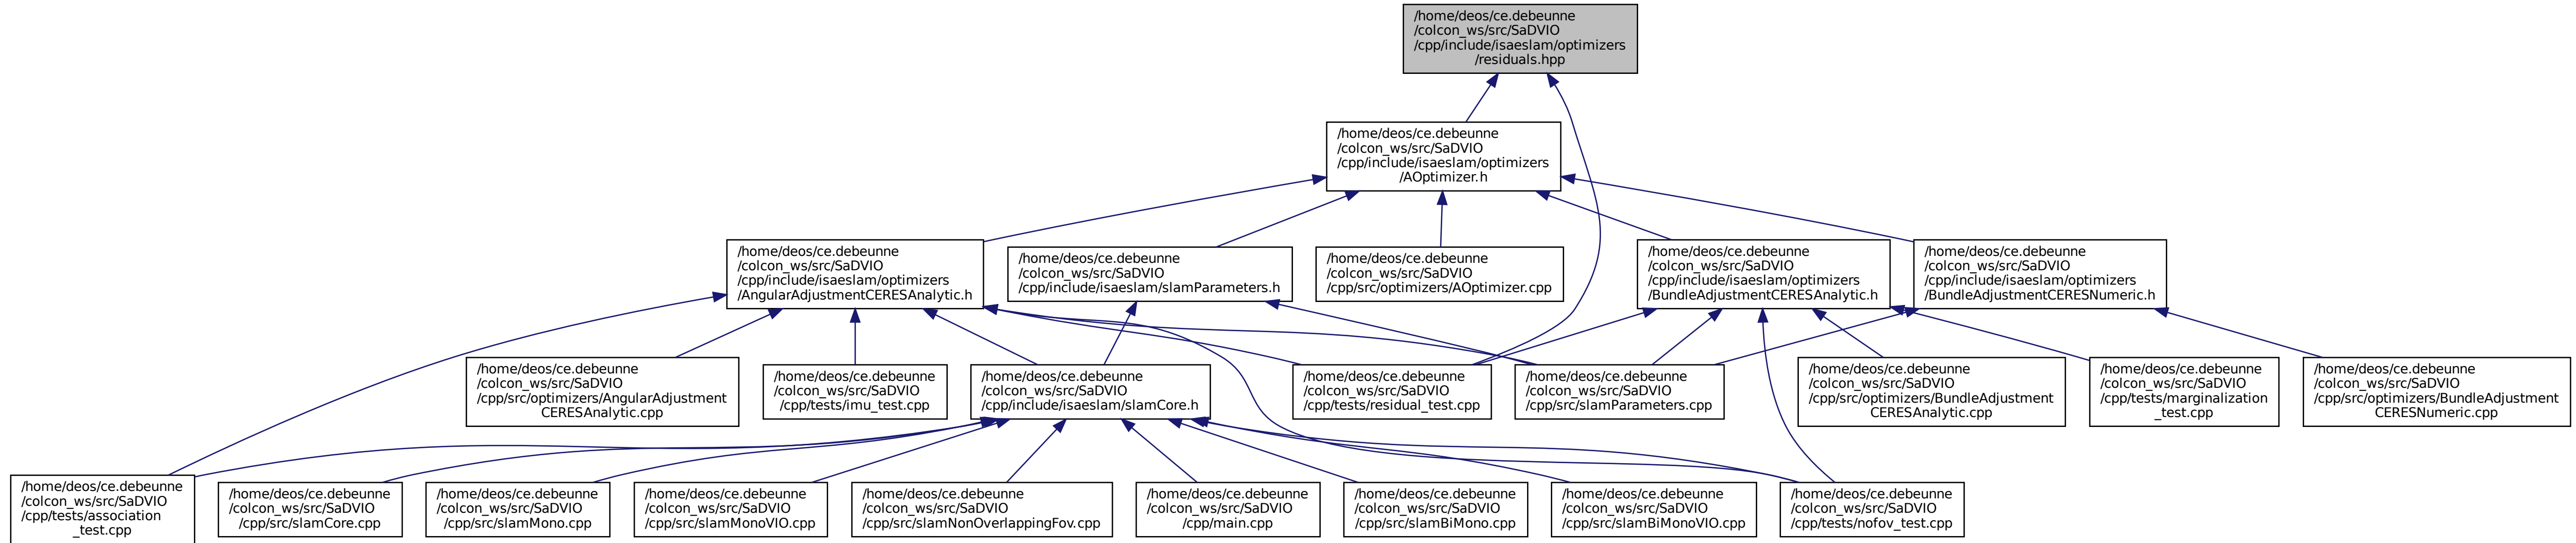 /home/deos/ce.debeunne
/colcon_ws/src/SaDVIO
/cpp/include/isaeslam/optimizers
/residuals.hpp
/home/deos/ce.debeunne
/colcon_ws/src/SaDVIO
/cpp/include/isaeslam/optimizers
/AOptimizer.h
/home/deos/ce.debeunne
/colcon_ws/src/SaDVIO
/cpp/include/isaeslam/optimizers
/AngularAdjustmentCERESAnalytic.h
/home/deos/ce.debeunne
/colcon_ws/src/SaDVIO
/cpp/include/isaeslam/slamParameters.h
/home/deos/ce.debeunne
/colcon_ws/src/SaDVIO
/cpp/src/optimizers/AOptimizer.cpp
/home/deos/ce.debeunne
/colcon_ws/src/SaDVIO
/cpp/include/isaeslam/optimizers
/BundleAdjustmentCERESAnalytic.h
/home/deos/ce.debeunne
/colcon_ws/src/SaDVIO
/cpp/include/isaeslam/optimizers
/BundleAdjustmentCERESNumeric.h
/home/deos/ce.debeunne
/colcon_ws/src/SaDVIO
/cpp/src/optimizers/AngularAdjustment
CERESAnalytic.cpp
/home/deos/ce.debeunne
/colcon_ws/src/SaDVIO
/cpp/tests/imu_test.cpp
/home/deos/ce.debeunne
/colcon_ws/src/SaDVIO
/cpp/include/isaeslam/slamCore.h
/home/deos/ce.debeunne
/colcon_ws/src/SaDVIO
/cpp/tests/residual_test.cpp
/home/deos/ce.debeunne
/colcon_ws/src/SaDVIO
/cpp/src/slamParameters.cpp
/home/deos/ce.debeunne
/colcon_ws/src/SaDVIO
/cpp/src/optimizers/BundleAdjustment
CERESAnalytic.cpp
/home/deos/ce.debeunne
/colcon_ws/src/SaDVIO
/cpp/tests/marginalization
_test.cpp
/home/deos/ce.debeunne
/colcon_ws/src/SaDVIO
/cpp/src/optimizers/BundleAdjustment
CERESNumeric.cpp
/home/deos/ce.debeunne
/colcon_ws/src/SaDVIO
/cpp/tests/association
_test.cpp
/home/deos/ce.debeunne
/colcon_ws/src/SaDVIO
/cpp/src/slamCore.cpp
/home/deos/ce.debeunne
/colcon_ws/src/SaDVIO
/cpp/src/slamMono.cpp
/home/deos/ce.debeunne
/colcon_ws/src/SaDVIO
/cpp/src/slamMonoVIO.cpp
/home/deos/ce.debeunne
/colcon_ws/src/SaDVIO
/cpp/src/slamNonOverlappingFov.cpp
/home/deos/ce.debeunne
/colcon_ws/src/SaDVIO
/cpp/main.cpp
/home/deos/ce.debeunne
/colcon_ws/src/SaDVIO
/cpp/src/slamBiMono.cpp
/home/deos/ce.debeunne
/colcon_ws/src/SaDVIO
/cpp/src/slamBiMonoVIO.cpp
/home/deos/ce.debeunne
/colcon_ws/src/SaDVIO
/cpp/tests/nofov_test.cpp